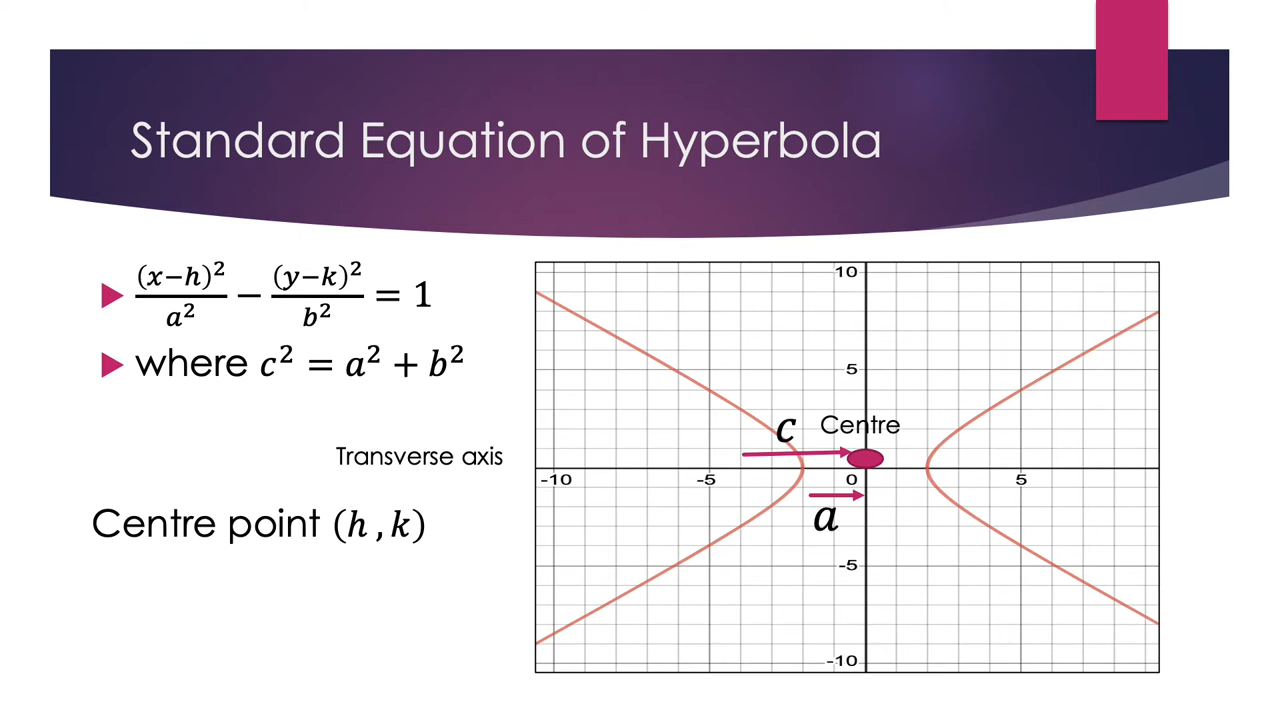 Standard Equation of Hyperbola
(x−h)²/a² − (y−k)²/b² = 1
where c² = a² + b²
Transverse axis
Centre point (h , k)
10
5
c Centre
-10 -5 0 5
a
-5
-10